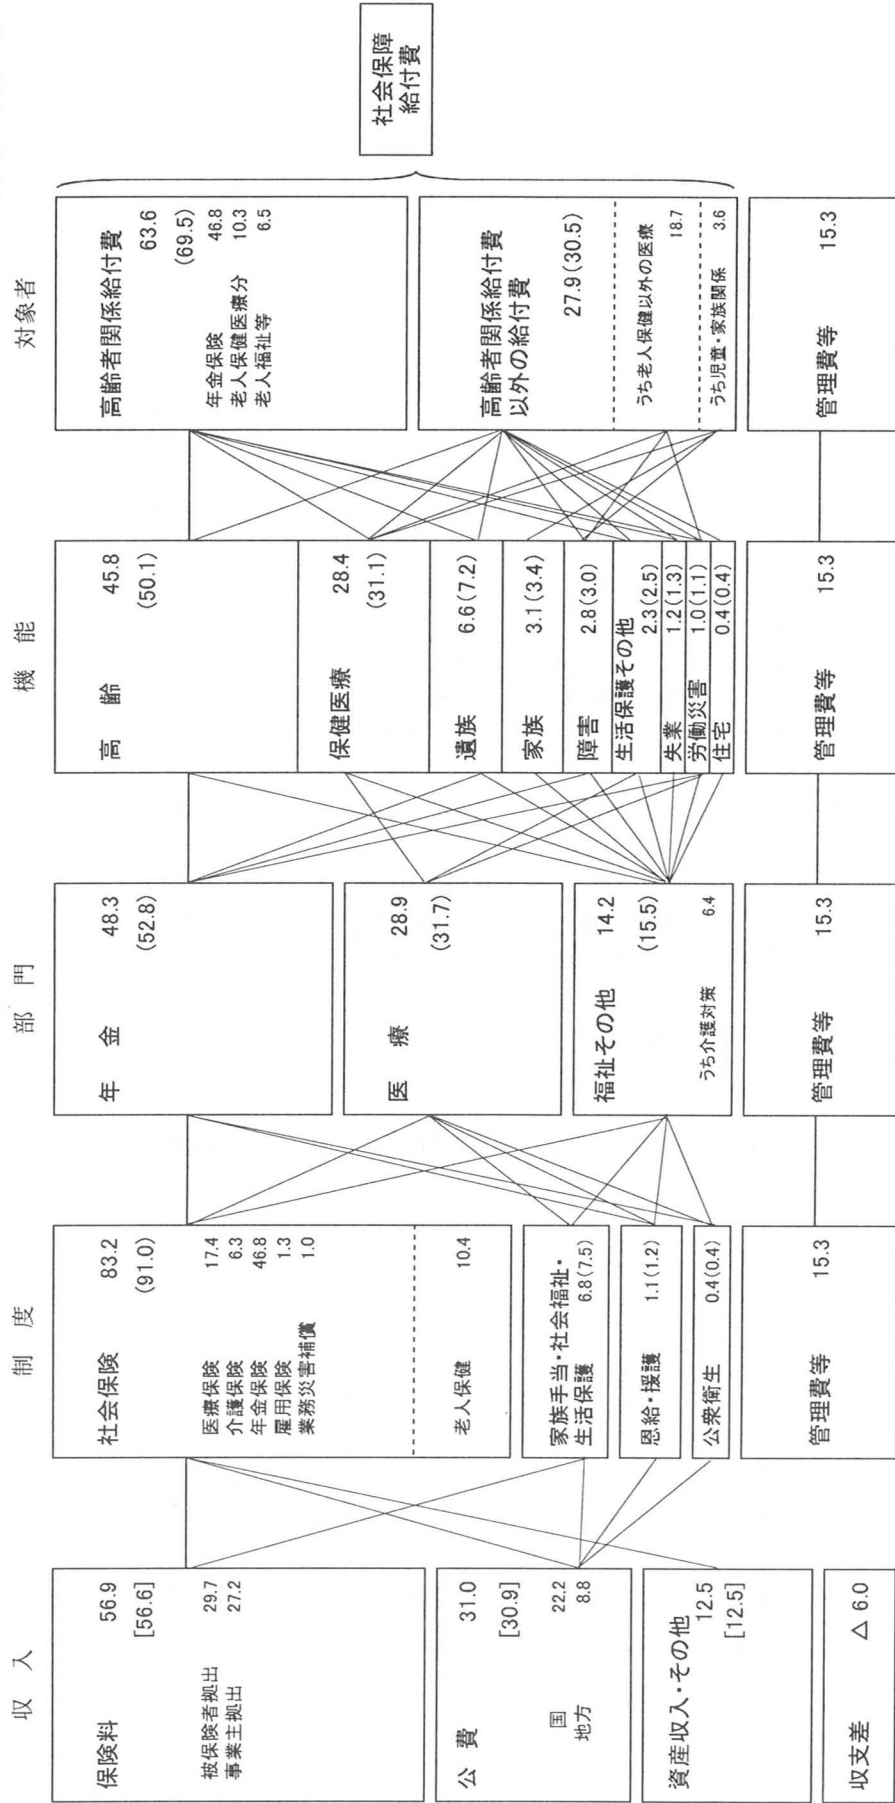 収 入
保険料 56.9
[56.6]
被保険者拠出 29.7
事業主拠出 27.2
公 費 31.0
[30.9]
国 22.2
地方 8.8
資産収入・その他
12.5
[12.5]
収支差 △ 6.0
制 度
社会保険 83.2
(91.0)
医療保険 17.4
介護保険 6.3
年金保険 46.8
雇用保険 1.3
業務災害補償 1.0
老人保健 10.4
家族手当・社会福祉・
生活保護 6.8(7.5)
恩給・援護 1.1(1.2)
公衆衛生 0.4(0.4)
管理費等 15.3
部 門
年 金 48.3
(52.8)
医 療 28.9
(31.7)
福祉その他 14.2
(15.5)
うち介護対策 6.4
管理費等 15.3
機 能
高 齢 45.8
(50.1)
保健医療 28.4
(31.1)
遺族 6.6(7.2)
家族 3.1(3.4)
障害 2.8(3.0)
生活保護その他
2.3(2.5)
失業 1.2(1.3)
労働災害 1.0(1.1)
住宅 0.4(0.4)
管理費等 15.3
対象者
高齢者関係給付費
63.6
(69.5)
年金保険 46.8
老人保健医療分 10.3
老人福祉等 6.5
高齢者関係給付費
以外の給付費
27.9(30.5)
うち老人保健以外の医療
18.7
うち児童・家族関係 3.6
管理費等 15.3
社会保障
給付費